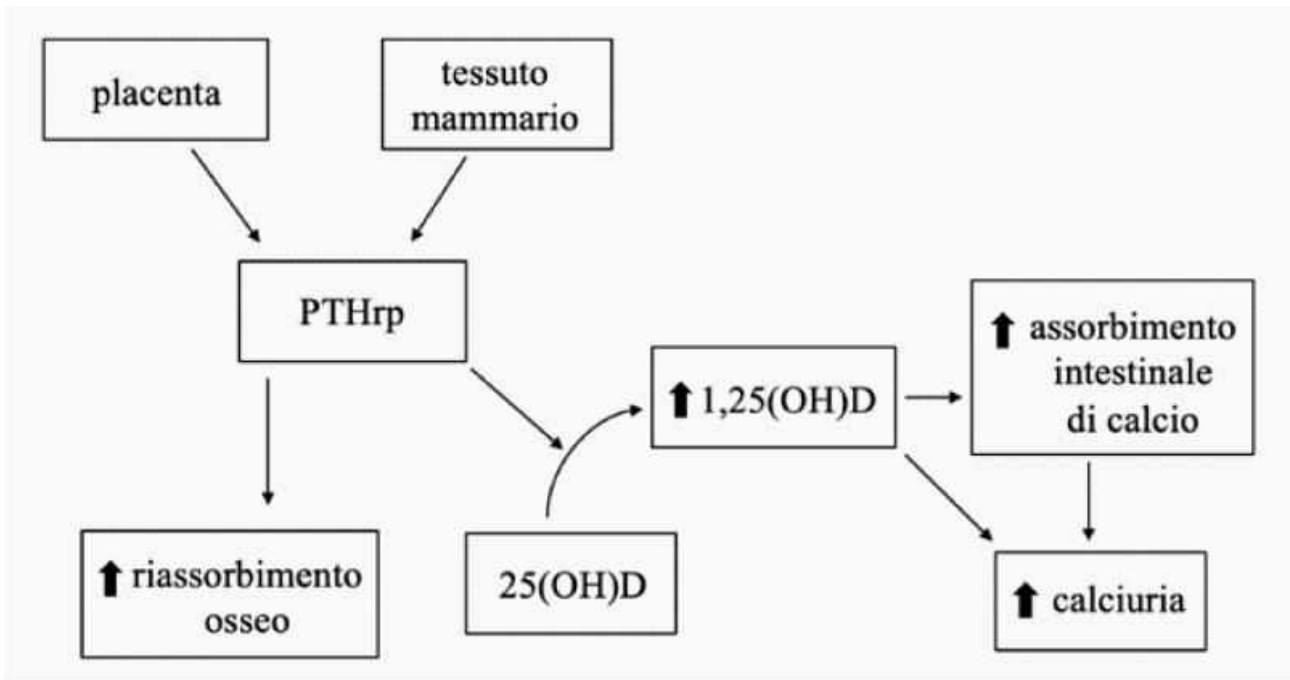 placenta
tessuto
mammario
PTHrp
⬆ 1,25(OH)D
⬆ assorbimento
intestinale
di calcio
⬆ riassorbimento
osseo
25(OH)D
⬆ calciuria